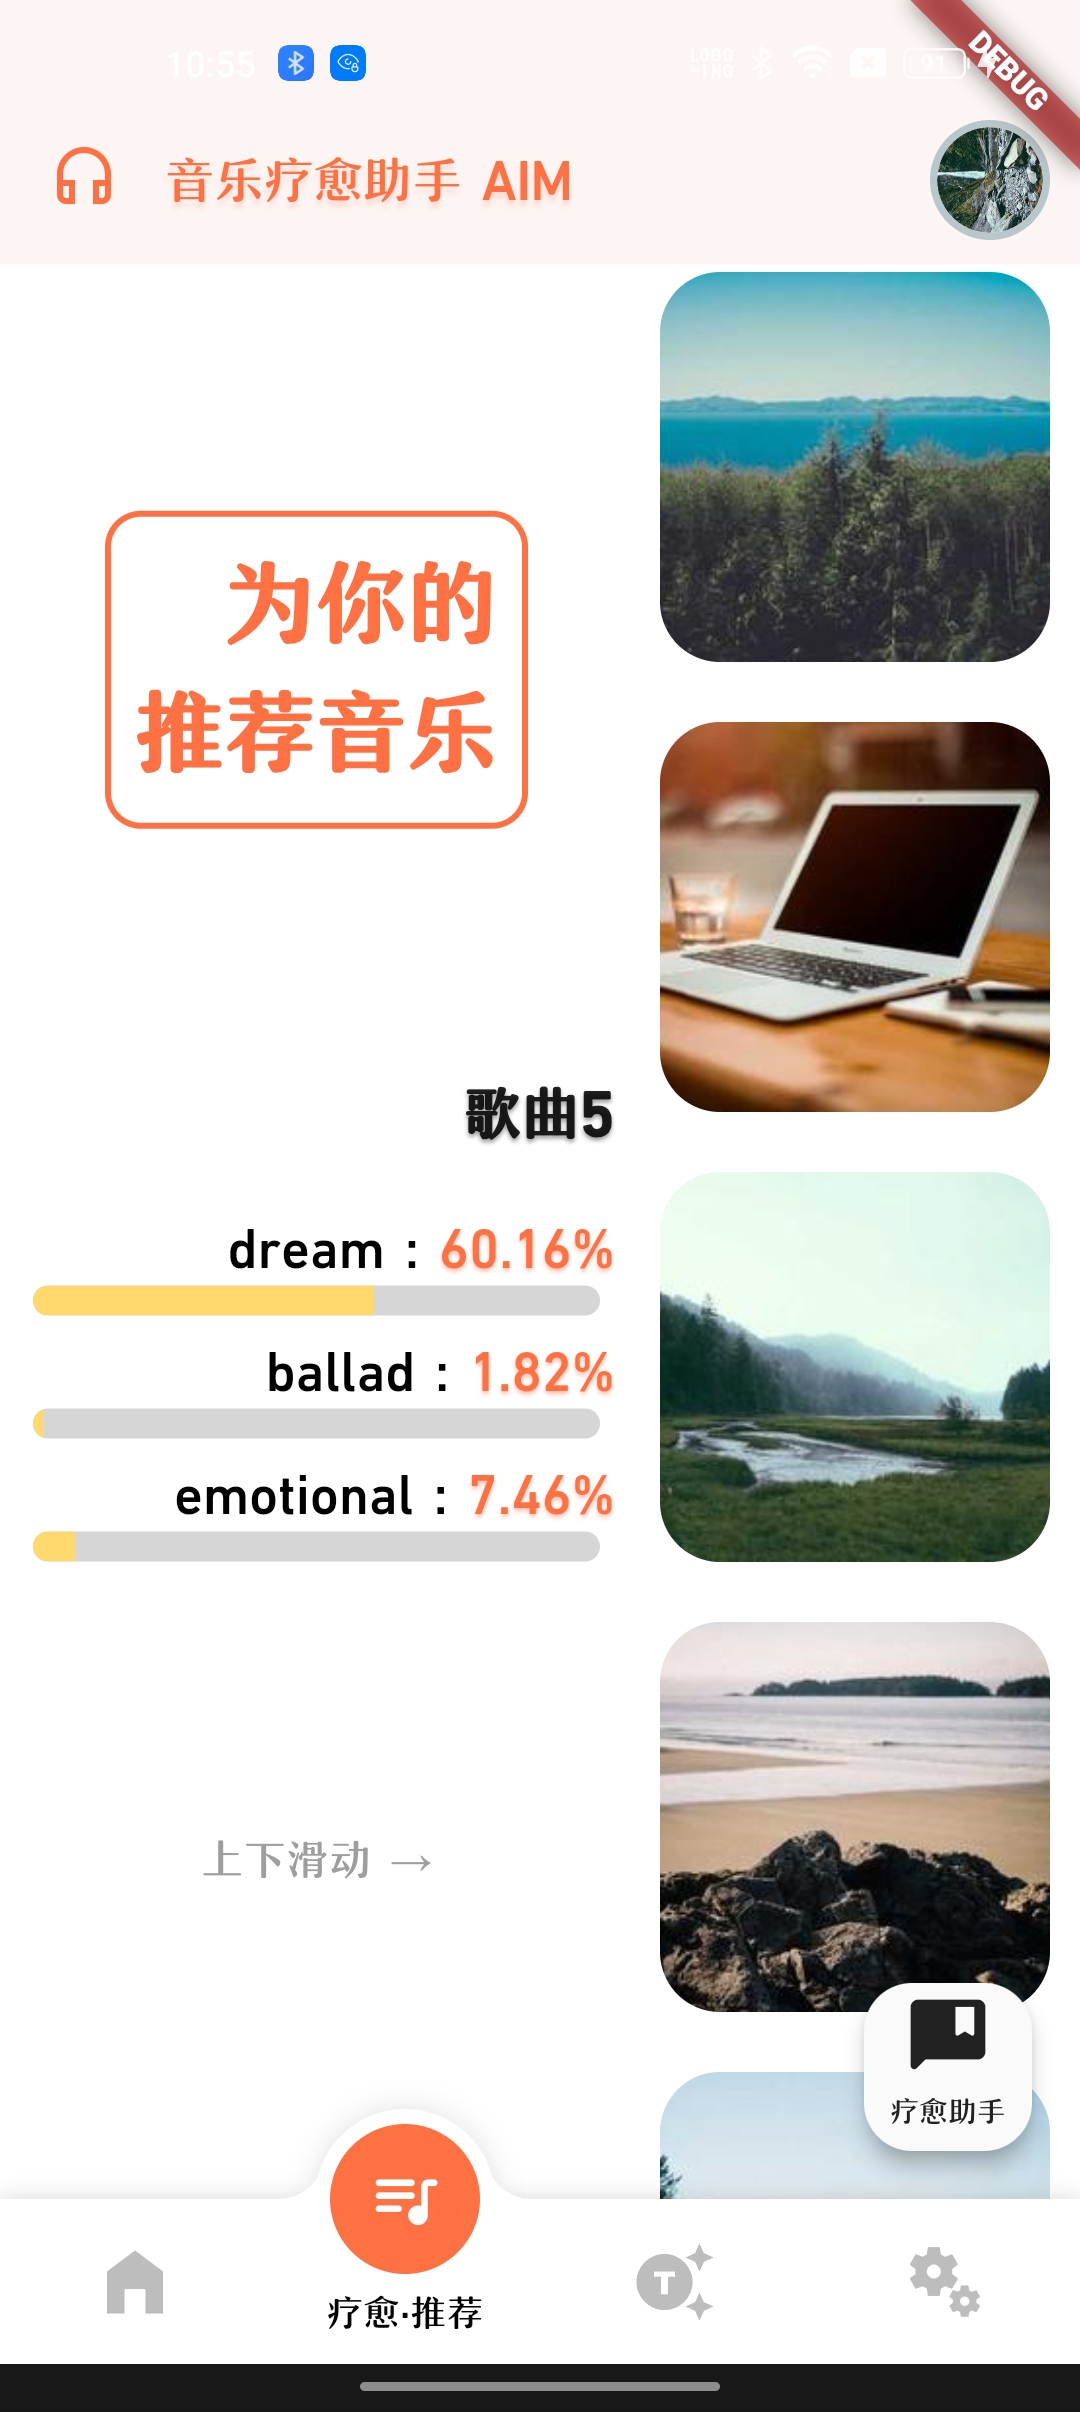 10:55
LOGG
-ING
91
DEBUG
音乐疗愈助手 AIM
为你的
推荐音乐
歌曲5
dream : 60.16%
ballad : 1.82%
emotional : 7.46%
上下滑动 →
疗愈助手
T
疗愈·推荐